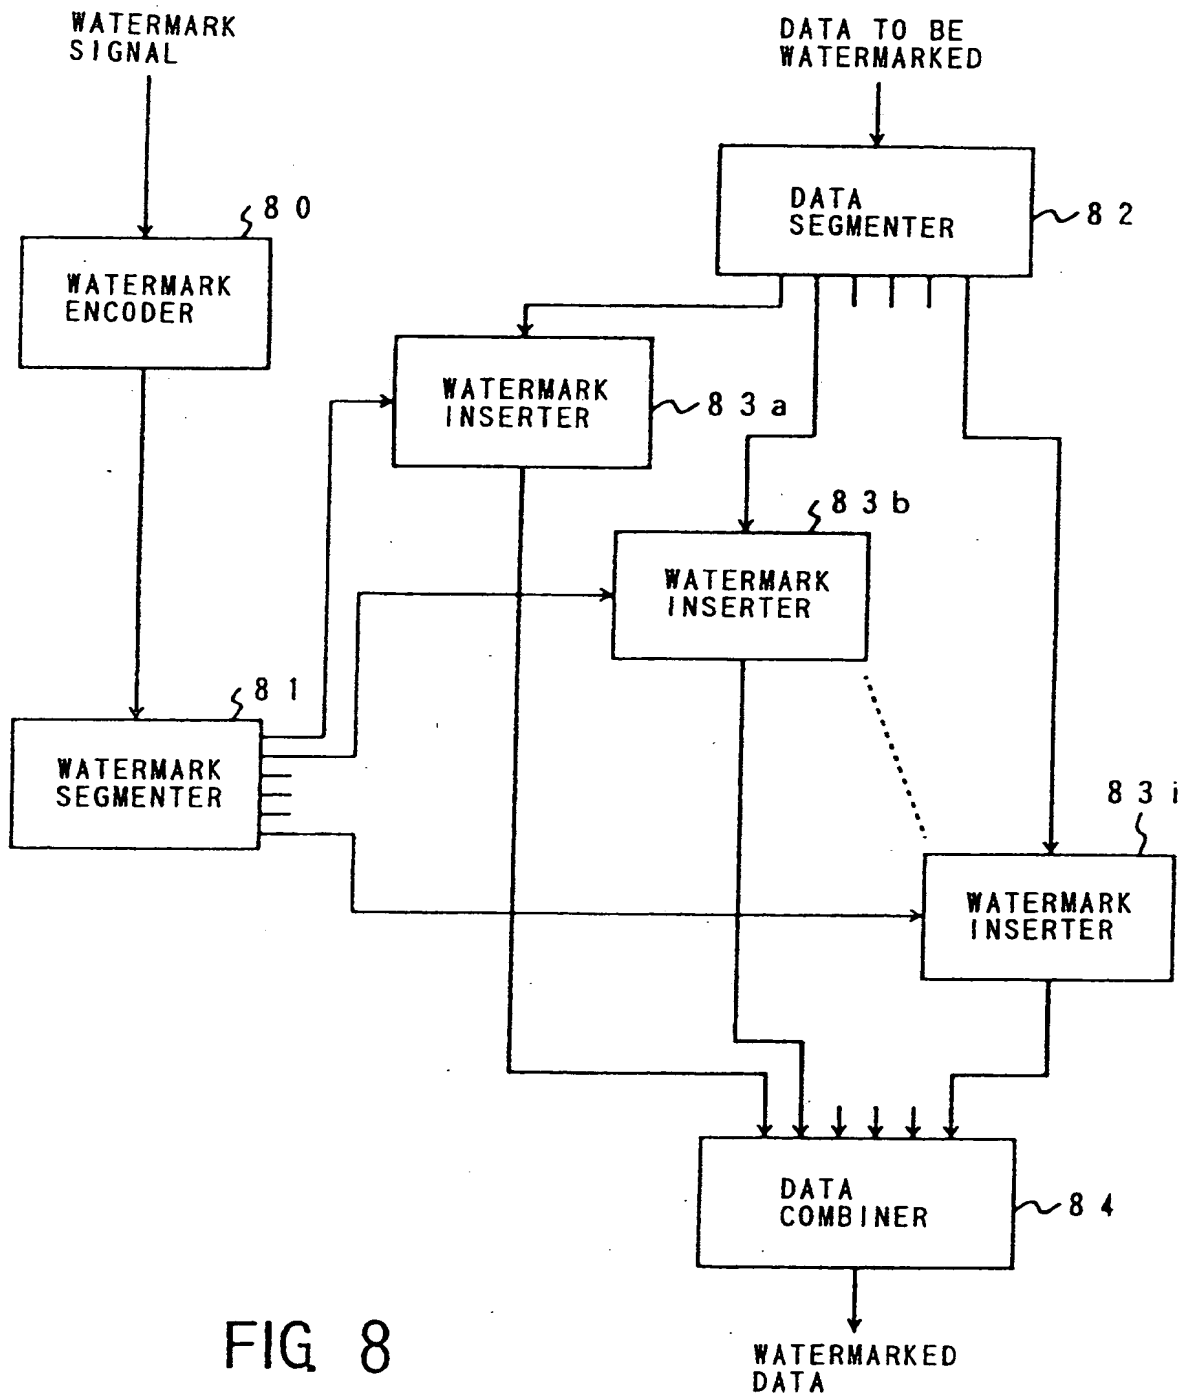 WATERMARK
SIGNAL
DATA TO BE
WATERMARKED
80
WATERMARK
ENCODER
DATA
SEGMENTER
82
WATERMARK
INSERTER
83a
83b
WATERMARK
INSERTER
81
WATERMARK
SEGMENTER
83i
WATERMARK
INSERTER
DATA
COMBINER
84
FIG. 8
WATERMARKED
DATA